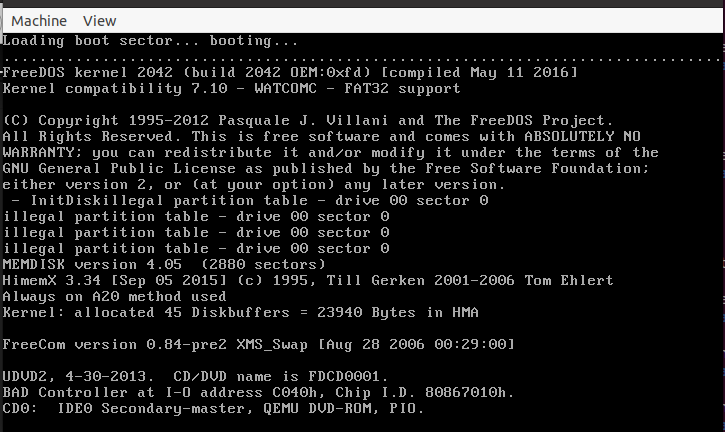 Machine View
Loading boot sector... booting...
................................................................................
FreeDOS kernel 2042 (build 2042 OEM:0xfd) [compiled May 11 2016]
Kernel compatibility 7.10 - WATCOMC - FAT32 support
(C) Copyright 1995-2012 Pasquale J. Villani and The FreeDOS Project.
All Rights Reserved. This is free software and comes with ABSOLUTELY NO
WARRANTY; you can redistribute it and/or modify it under the terms of the
GNU General Public License as published by the Free Software Foundation;
either version 2, or (at your option) any later version.
 - InitDiskillegal partition table - drive 00 sector 0
illegal partition table - drive 00 sector 0
illegal partition table - drive 00 sector 0
illegal partition table - drive 00 sector 0
MEMDISK version 4.05  (2880 sectors)
HimemX 3.34 [Sep 05 2015] (c) 1995, Till Gerken 2001-2006 Tom Ehlert
Always on A20 method used
Kernel: allocated 45 Diskbuffers = 23940 Bytes in HMA
FreeCom version 0.84-pre2 XMS_Swap [Aug 28 2006 00:29:00]
UDVD2, 4-30-2013.  CD/DVD name is FDCD0001.
BAD Controller at I-O address C040h, Chip I.D. 80867010h.
CD0:  IDE0 Secondary-master, QEMU DVD-ROM, PIO.